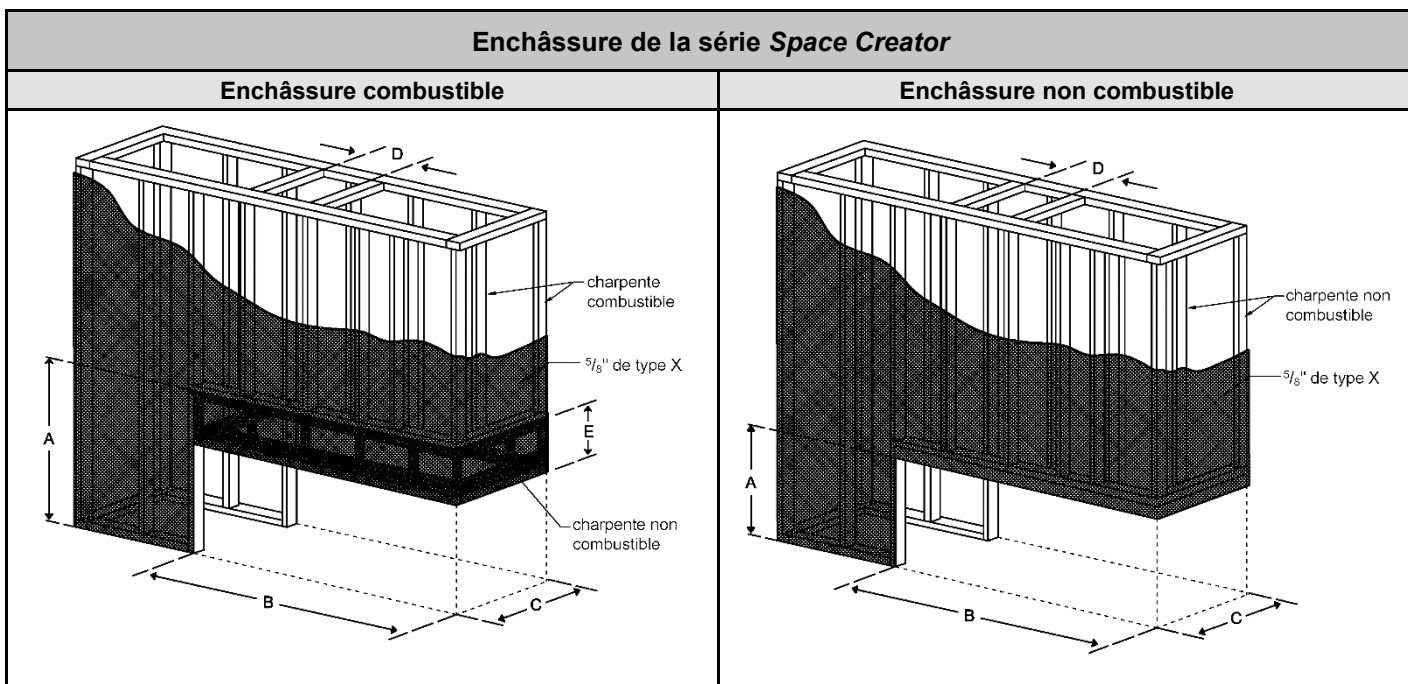 Enchâssure de la série Space Creator
Enchâssure combustible
Enchâssure non combustible
D
charpente
combustible
5/8" de type X
A
E
charpente non
combustible
B
C
D
charpente non
combustible
5/8" de type X
A
B
C